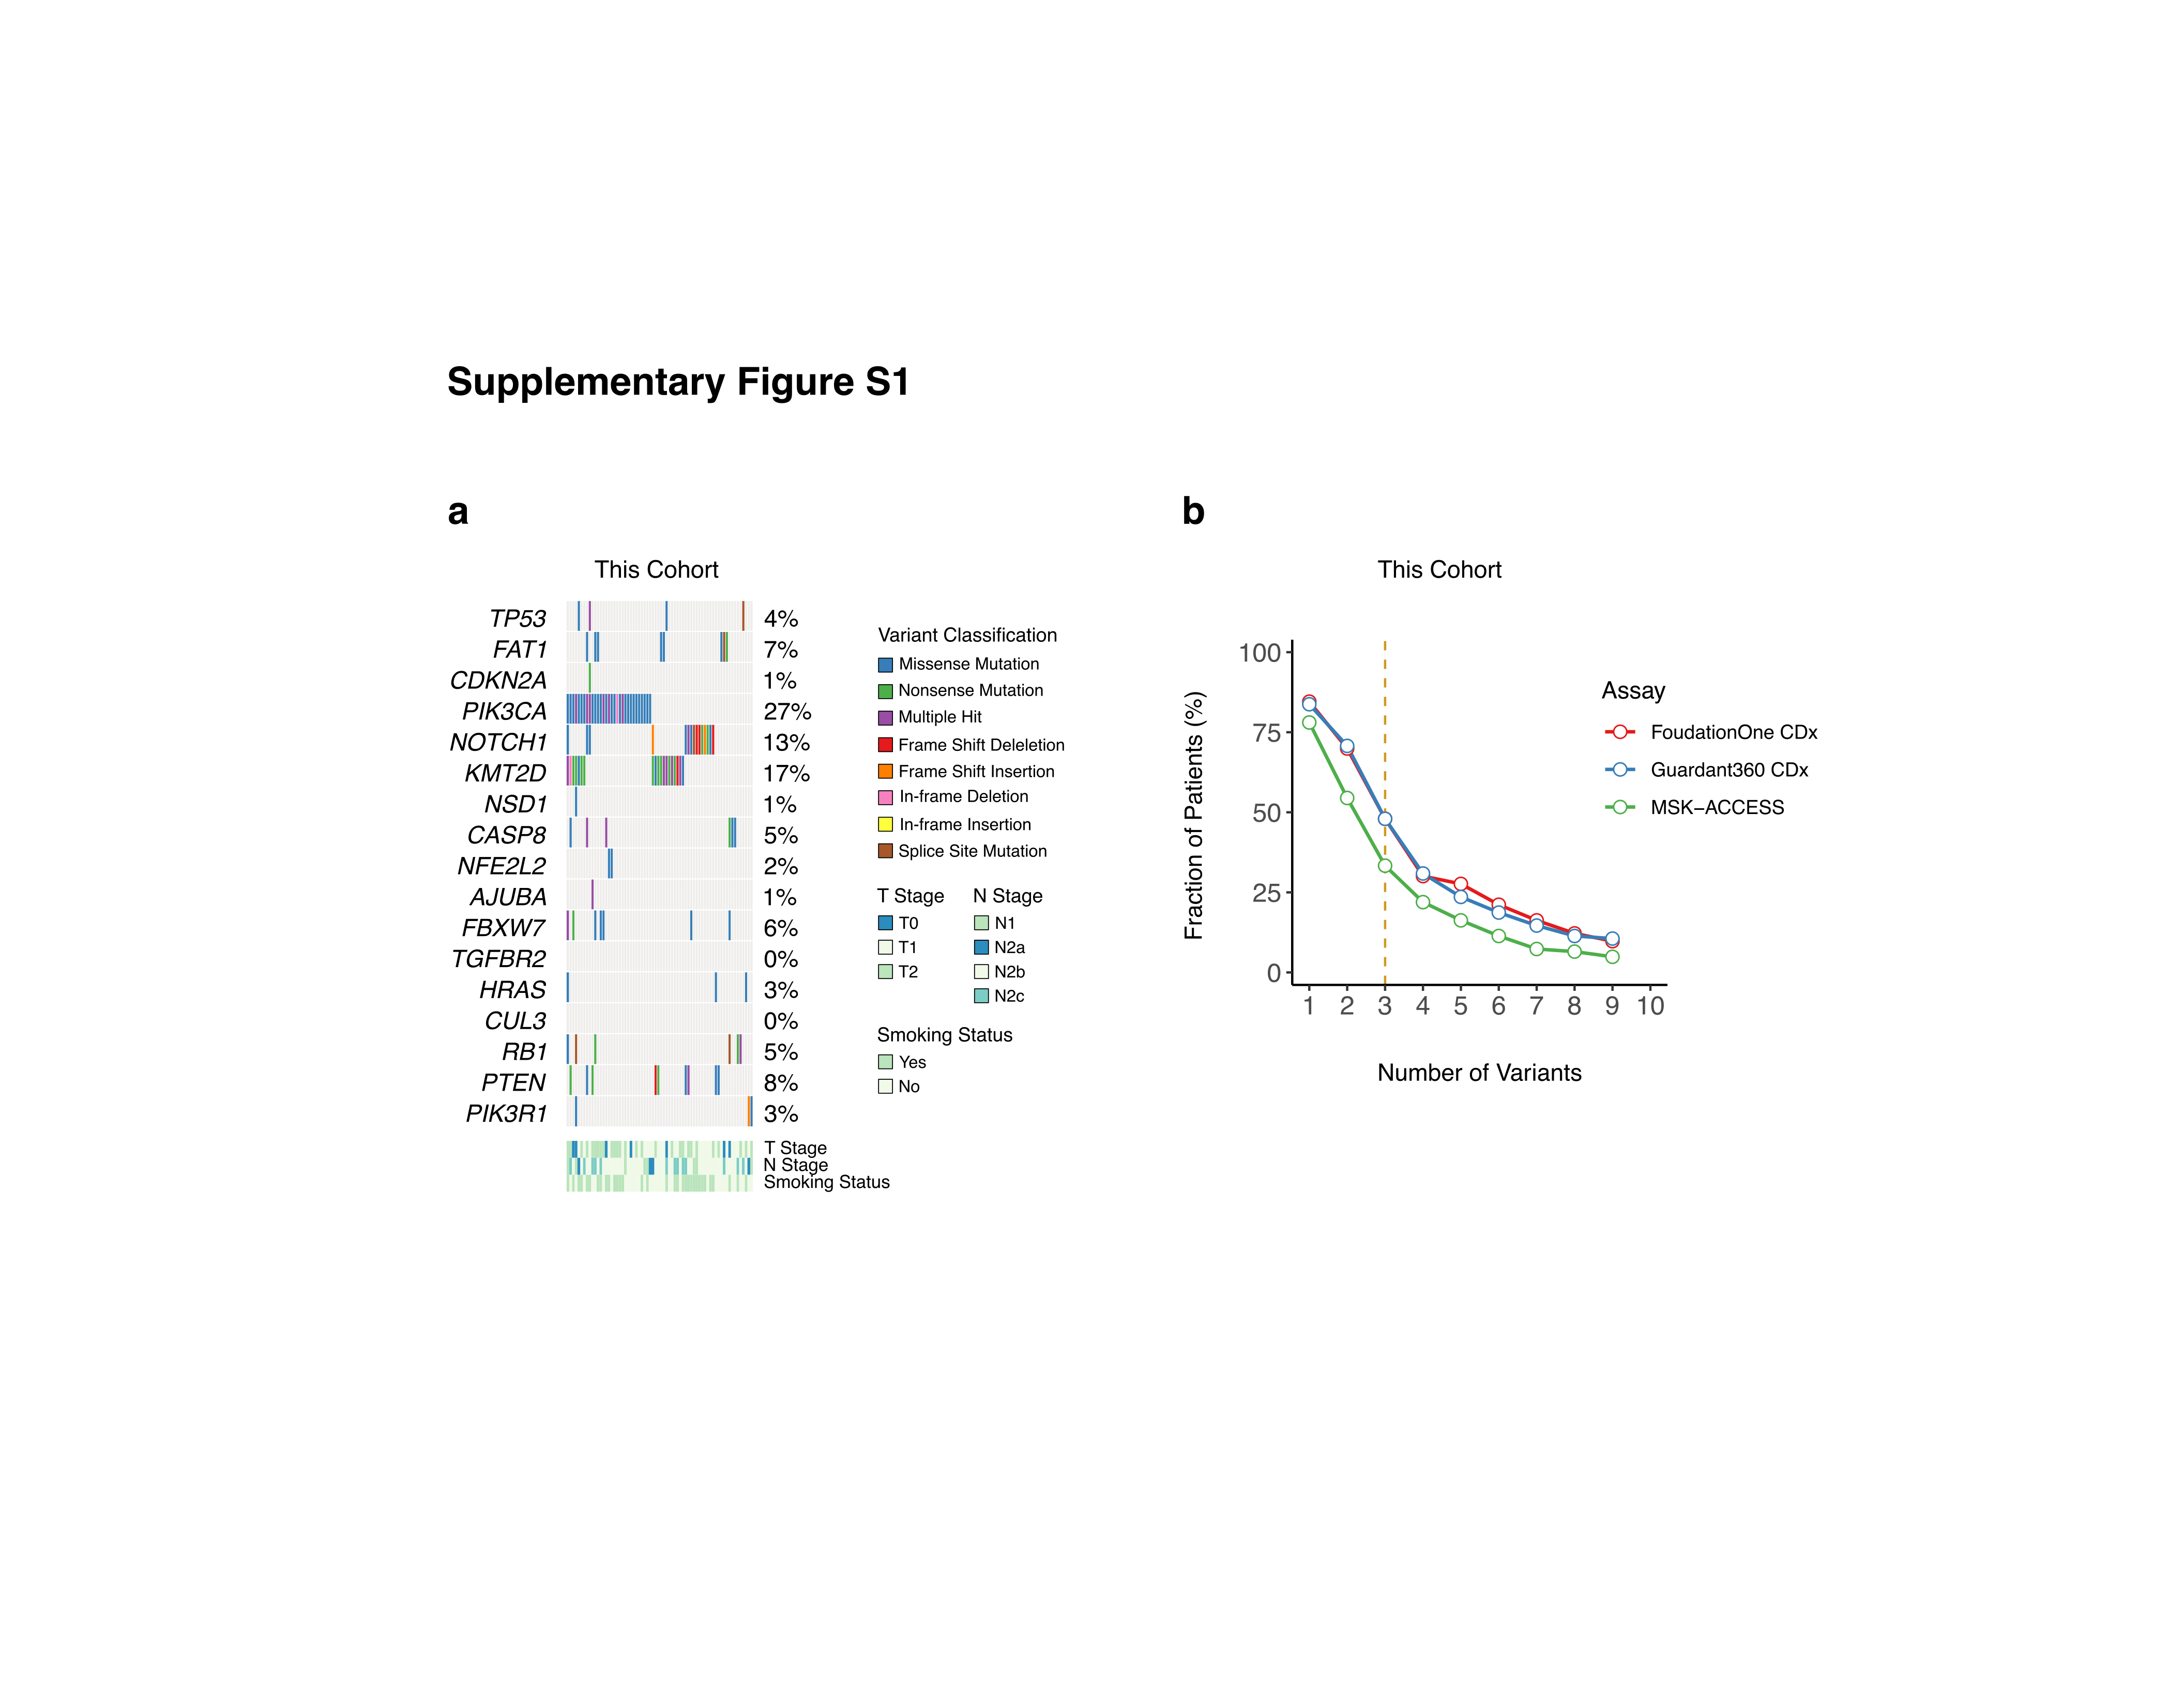 Supplementary Figure S1
a
This Cohort
TP53 4%
FAT1 7%
CDKN2A 1%
PIK3CA 27%
NOTCH1 13%
KMT2D 17%
NSD1 1%
CASP8 5%
NFE2L2 2%
AJUBA 1%
FBXW7 6%
TGFBR2 0%
HRAS 3%
CUL3 0%
RB1 5%
PTEN 8%
PIK3R1 3%
T Stage
N Stage
Smoking Status
Variant Classification
Missense Mutation
Nonsense Mutation
Multiple Hit
Frame Shift Deleletion
Frame Shift Insertion
In-frame Deletion
In-frame Insertion
Splice Site Mutation
T Stage
T0
T1
T2
N Stage
N1
N2a
N2b
N2c
Smoking Status
Yes
No
b
This Cohort
Fraction of Patients (%)
100
75
50
25
0
1 2 3 4 5 6 7 8 9 10
Number of Variants
Assay
FoudationOne CDx
Guardant360 CDx
MSK−ACCESS